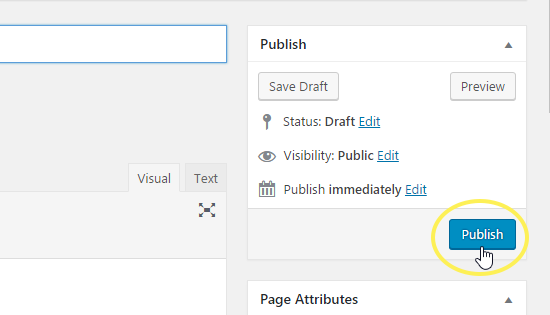 Publish
Save Draft Preview
Status: Draft Edit
Visibility: Public Edit
Visual Text
Publish immediately Edit
Publish
Page Attributes